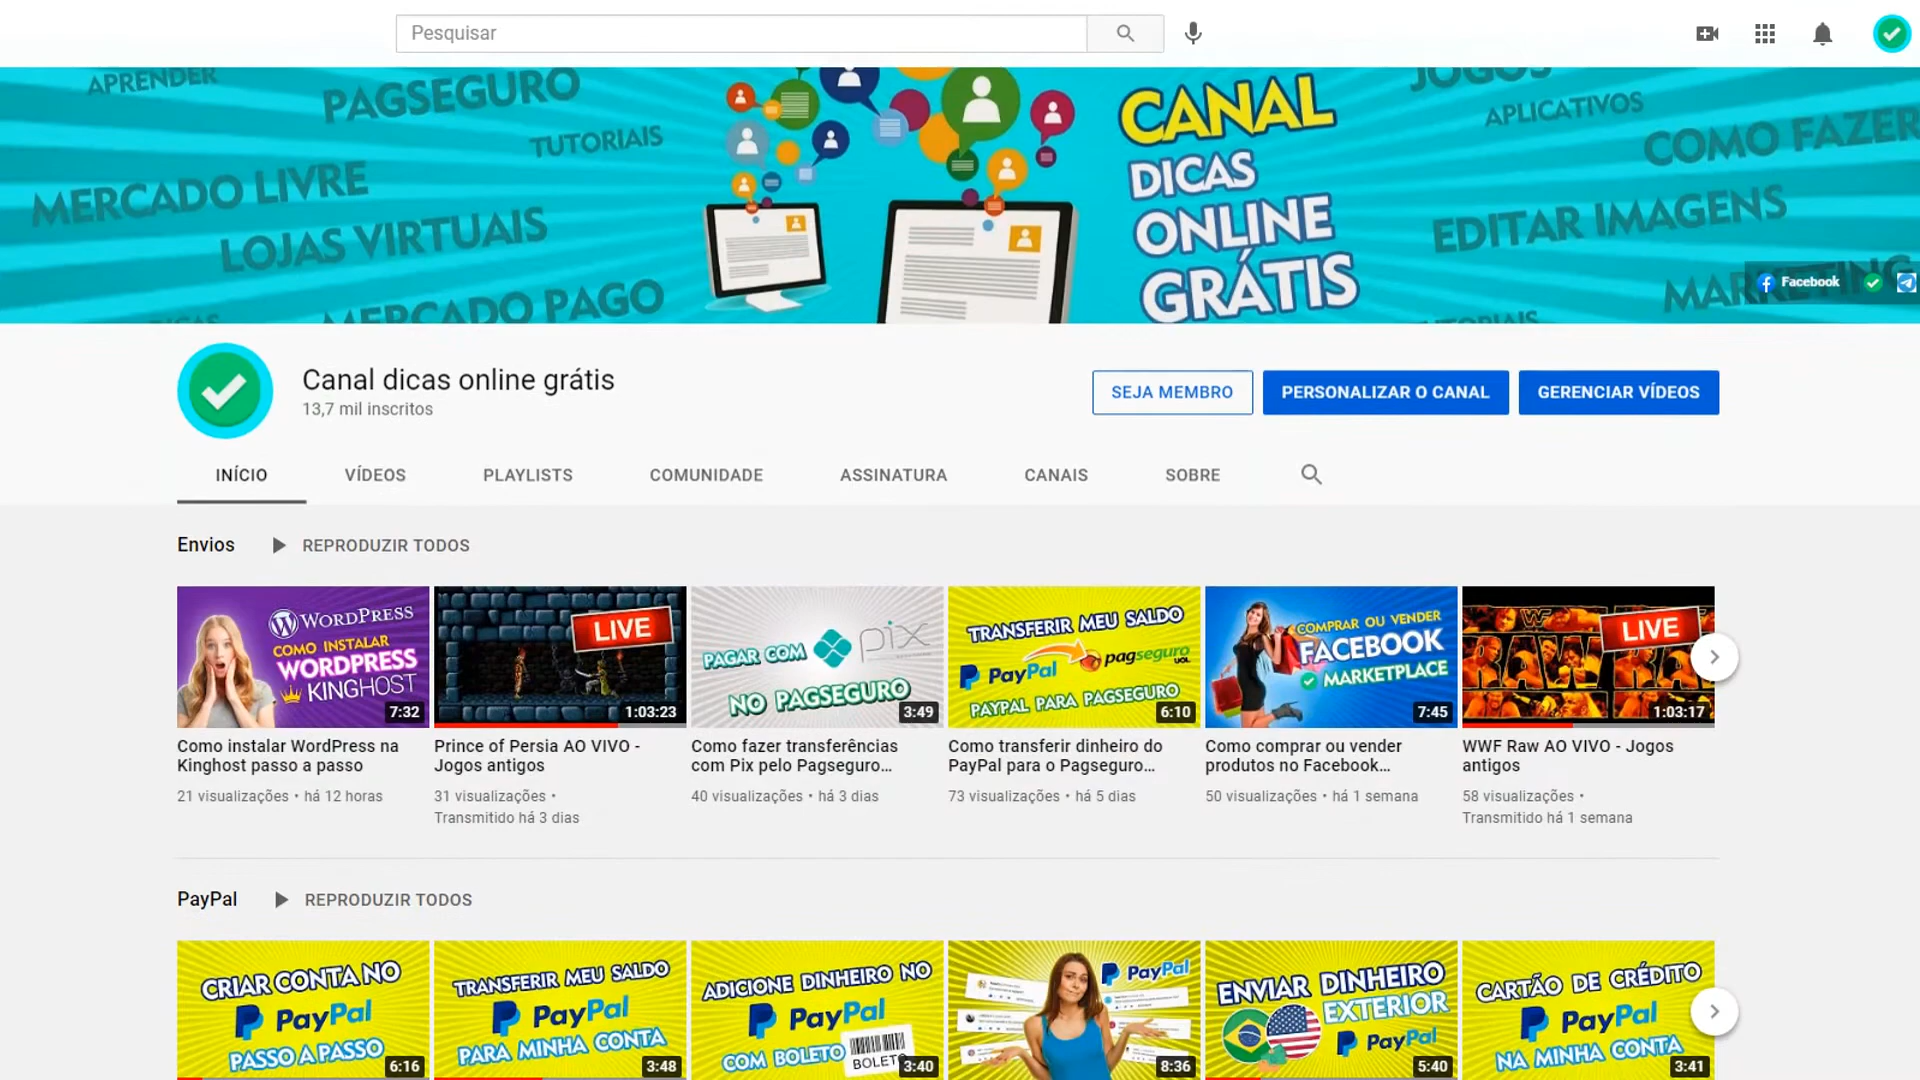 Pesquisar
APRENDER
PAGSEGURO
TUTORIAIS
MERCADO LIVRE
LOJAS VIRTUAIS
MERCADO PAGO
CANAL
DICAS
ONLINE
GRÁTIS
JOGOS
APLICATIVOS
COMO FAZER
EDITAR IMAGENS
MARKETING
TUTORIAIS
Facebook
Canal dicas online grátis
13,7 mil inscritos
SEJA MEMBRO
PERSONALIZAR O CANAL
GERENCIAR VÍDEOS
INÍCIO
VÍDEOS
PLAYLISTS
COMUNIDADE
ASSINATURA
CANAIS
SOBRE
Envios
REPRODUZIR TODOS
WORDPRESS
COMO INSTALAR
WORDPRESS
KINGHOST
7:32
Como instalar WordPress na
Kinghost passo a passo
21 visualizações • há 12 horas
LIVE
1:03:23
Prince of Persia AO VIVO -
Jogos antigos
31 visualizações •
Transmitido há 3 dias
PAGAR COM
pix
NO PAGSEGURO
3:49
Como fazer transferências
com Pix pelo Pagseguro...
40 visualizações • há 3 dias
TRANSFERIR MEU SALDO
PayPal
pagseguro
UOL
PAYPAL PARA PAGSEGURO
6:10
Como transferir dinheiro do
PayPal para o Pagseguro...
73 visualizações • há 5 dias
COMPRAR OU VENDER
FACEBOOK
MARKETPLACE
7:45
Como comprar ou vender
produtos no Facebook...
50 visualizações • há 1 semana
LIVE
RAW
1:03:17
WWF Raw AO VIVO - Jogos
antigos
58 visualizações •
Transmitido há 1 semana
PayPal
REPRODUZIR TODOS
CRIAR CONTA NO
PayPal
PASSO A PASSO
6:16
TRANSFERIR MEU SALDO
PayPal
PARA MINHA CONTA
3:48
ADICIONE DINHEIRO NO
PayPal
COM BOLETO
BOLETO
3:40
PayPal
8:36
ENVIAR DINHEIRO
EXTERIOR
PayPal
5:40
CARTÃO DE CRÉDITO
PayPal
NA MINHA CONTA
3:41